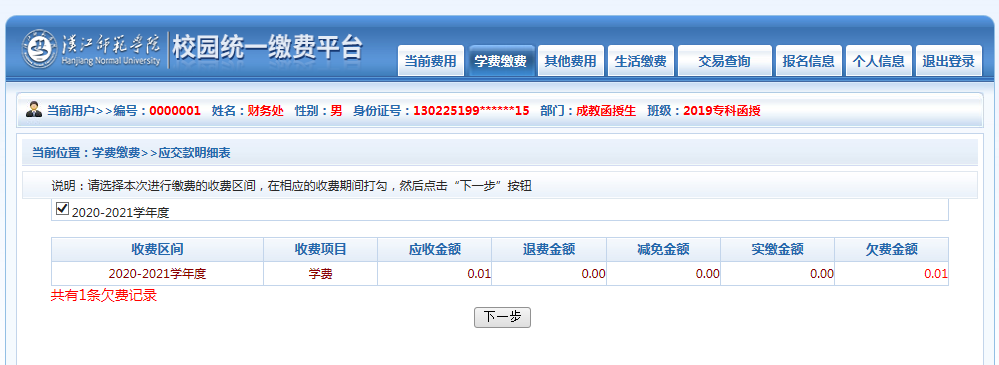 漢江师范学院 校园统一缴费平台
Hanjiang Normal University
当前费用 学费缴费 其他费用 生活缴费 交易查询 报名信息 个人信息 退出登录
当前用户>>编号：0000001 姓名：财务处 性别：男 身份证号：130225199******15 部门：成教函授生 班级：2019专科函授
当前位置：学费缴费>>应交款明细表
说明：请选择本次进行缴费的收费区间，在相应的收费期间打勾，然后点击“下一步”按钮
2020-2021学年度
收费区间 收费项目 应收金额 退费金额 减免金额 实缴金额 欠费金额
2020-2021学年度 学费 0.01 0.00 0.00 0.00 0.01
共有1条欠费记录
下一步